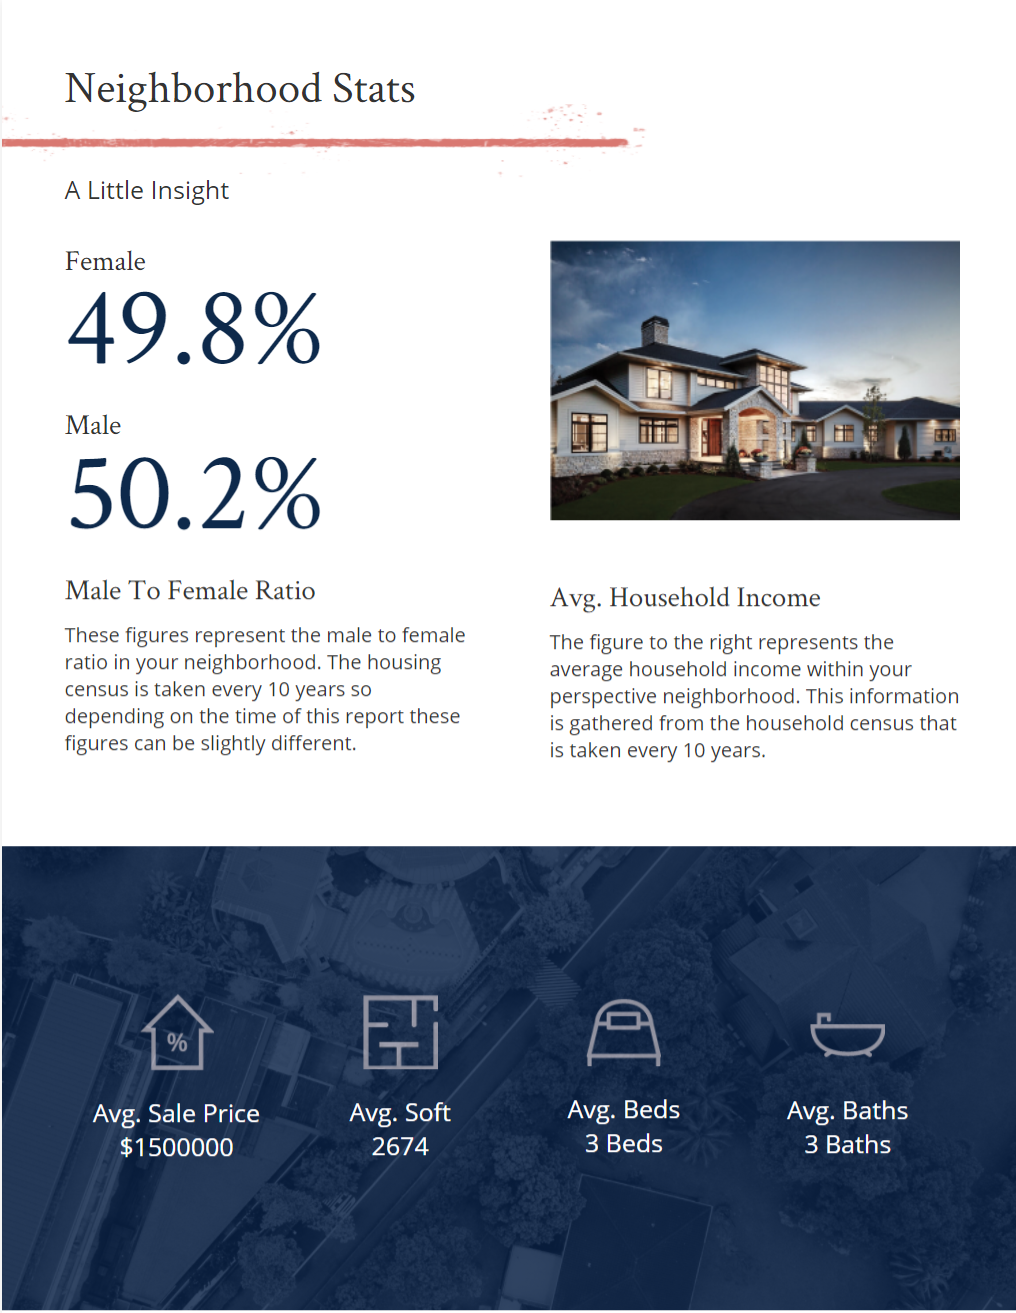 Neighborhood Stats
A Little Insight
Female
49.8%
Male
50.2%
Male To Female Ratio
These figures represent the male to female
ratio in your neighborhood. The housing
census is taken every 10 years so
depending on the time of this report these
figures can be slightly different.
Avg. Household Income
The figure to the right represents the
average household income within your
perspective neighborhood. This information
is gathered from the household census that
is taken every 10 years.
%
Avg. Sale Price
$1500000
Avg. Soft
2674
Avg. Beds
3 Beds
Avg. Baths
3 Baths